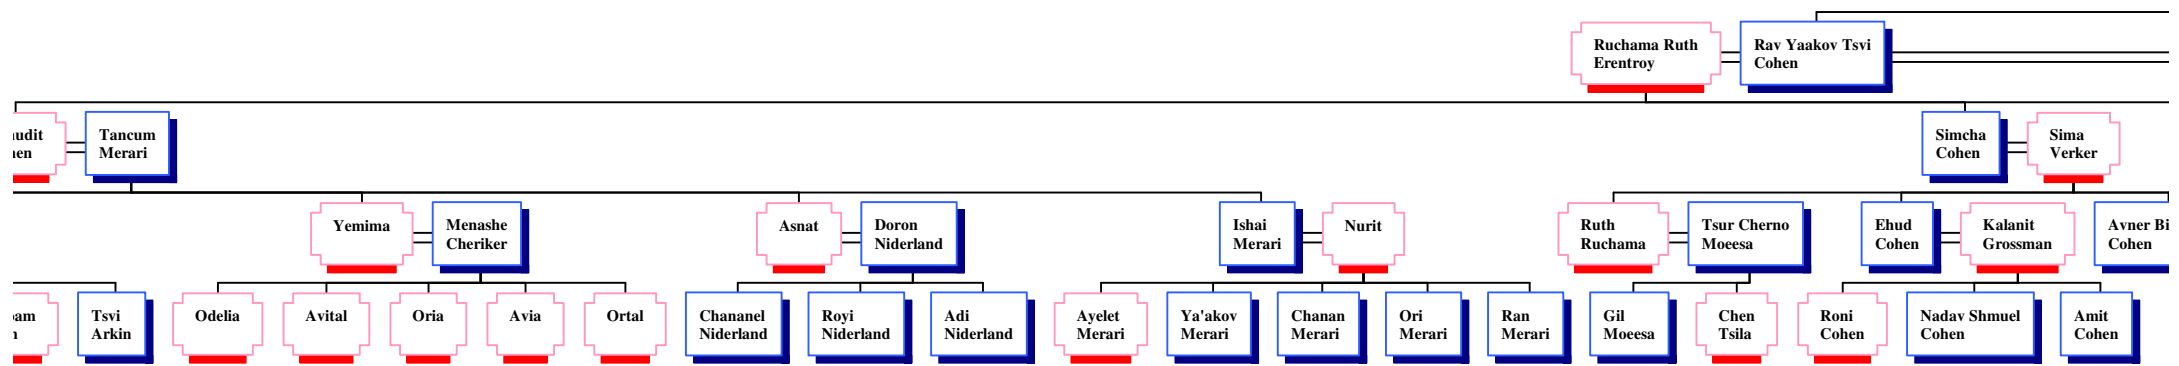 Ruchama Ruth
Erentroy
Rav Yaakov Tsvi
Cohen
Tancum
Merari
Simcha
Cohen
Sima
Verker
Yemima
Menashe
Cheriker
Asnat
Doron
Niderland
Ishai
Merari
Nurit
Ruth
Ruchama
Tsur Cherno
Moeesa
Ehud
Cohen
Kalanit
Grossman
Avner Bi
Cohen
Tsvi
Arkin
Odelia
Avital
Oria
Avia
Ortal
Chananel
Niderland
Royi
Niderland
Adi
Niderland
Ayelet
Merari
Ya'akov
Merari
Chanan
Merari
Ori
Merari
Ran
Merari
Gil
Moeesa
Chen
Tsila
Roni
Cohen
Nadav Shmuel
Cohen
Amit
Cohen